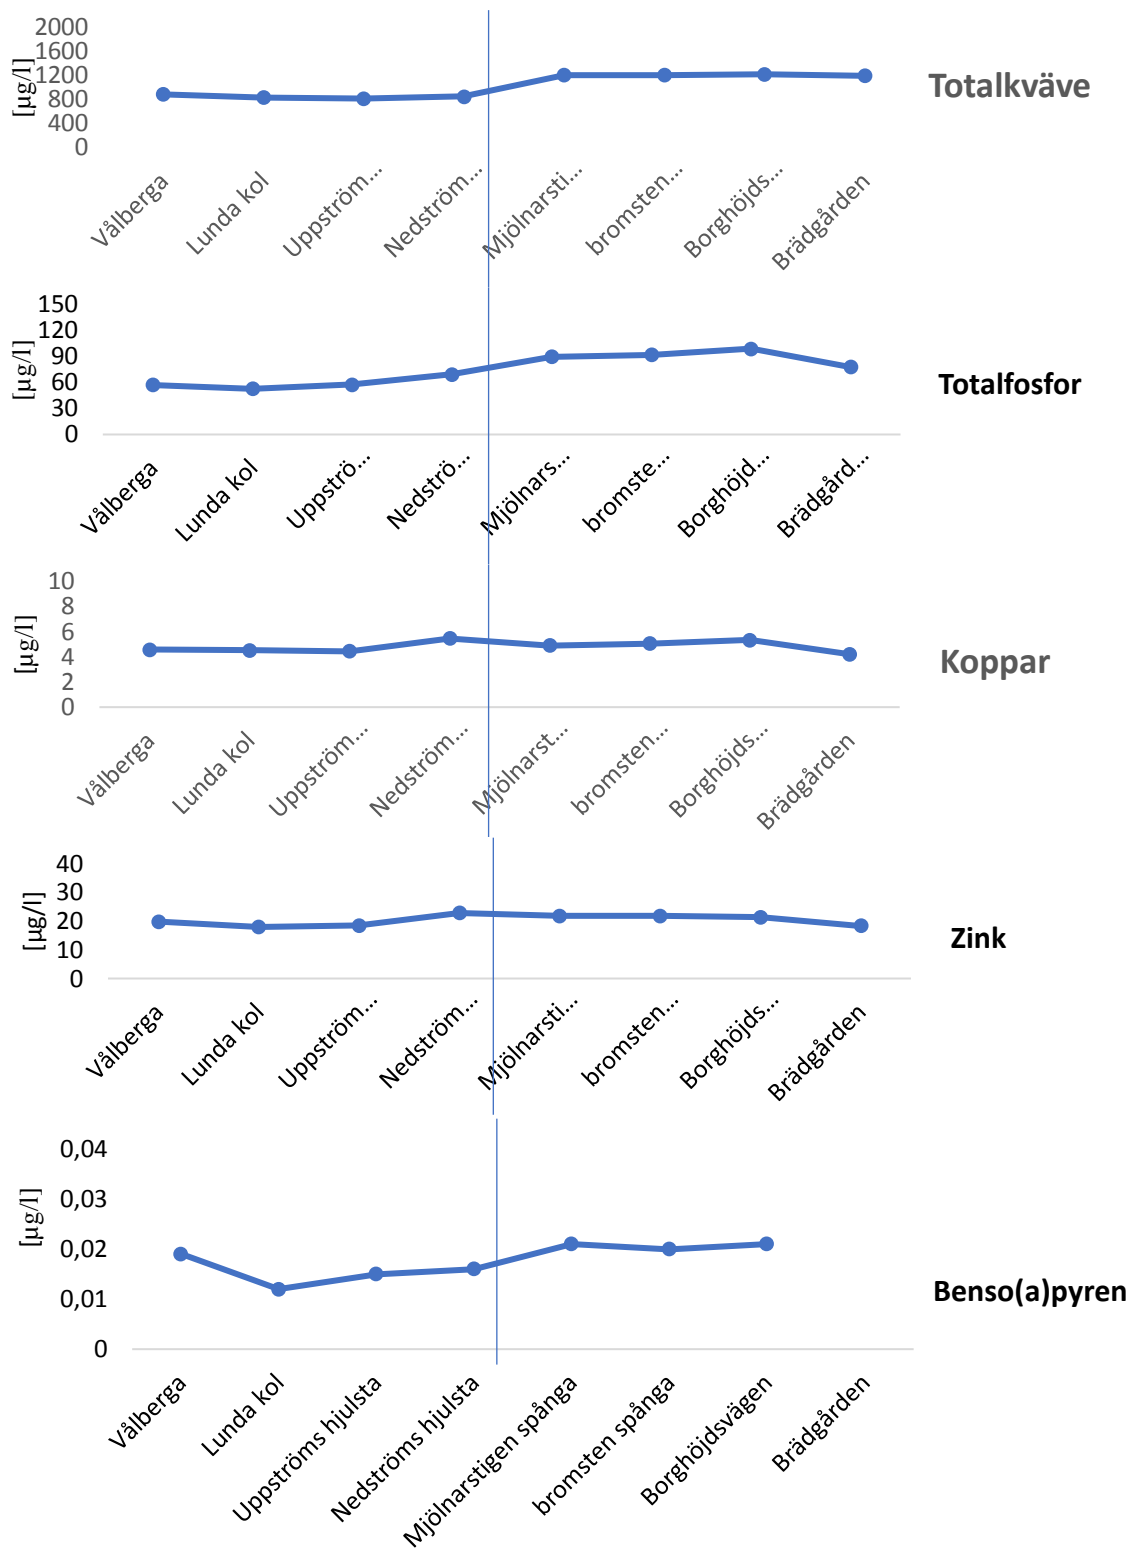 2000
1600
1200
800
400
0
[µg/l]
Vålberga
Lunda kol
Uppström...
Nedström...
Mjölnarsti...
bromsten...
Borghöjds...
Brädgården
Totalkväve
150
120
90
60
30
0
[µg/l]
Vålberga
Lunda kol
Uppströ...
Nedströ...
Mjölnars...
bromste...
Borghöjd...
Brädgård...
Totalfosfor
10
8
6
4
2
0
[µg/l]
Vålberga
Lunda kol
Uppström...
Nedström...
Mjölnarst...
bromsten...
Borghöjds...
Brädgården
Koppar
40
30
20
10
0
[µg/l]
Vålberga
Lunda kol
Uppström...
Nedström...
Mjölnarsti...
bromsten...
Borghöjds...
Brädgården
Zink
0,04
0,03
0,02
0,01
0
[µg/l]
Vålberga
Lunda kol
Uppströms hjulsta
Nedströms hjulsta
Mjölnarstigen spånga
bromsten spånga
Borghöjdsvägen
Brädgården
Benso(a)pyren